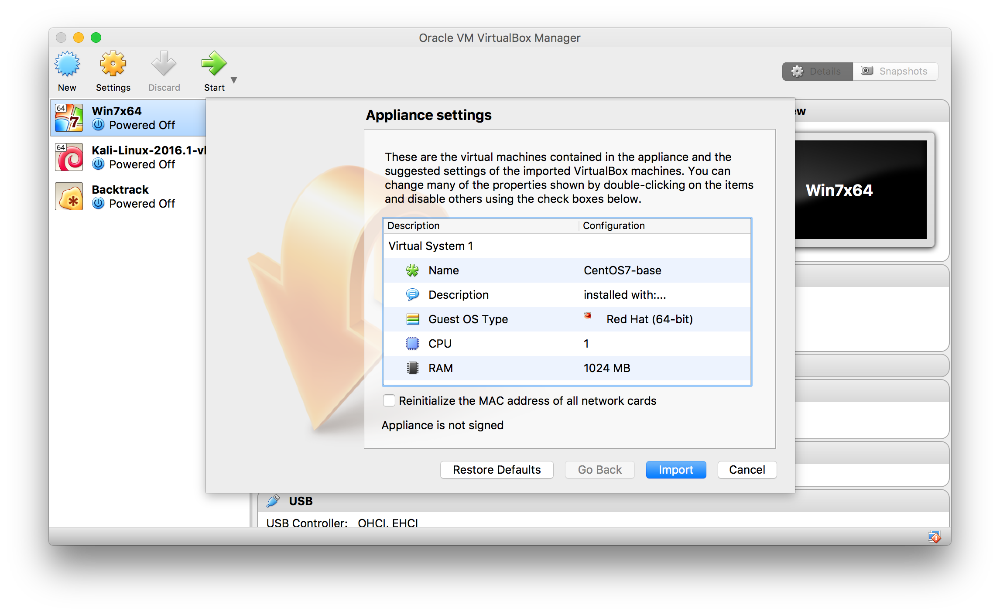 Oracle VM VirtualBox Manager
New
Settings
Discard
Start
Details
Snapshots
64
Win7x64
Powered Off
64
Kali-Linux-2016.1-v
Powered Off
Backtrack
Powered Off
Appliance settings
These are the virtual machines contained in the appliance and the
suggested settings of the imported VirtualBox machines. You can
change many of the properties shown by double-clicking on the items
and disable others using the check boxes below.
Description Configuration
Virtual System 1
Name CentOS7-base
Description installed with:...
Guest OS Type Red Hat (64-bit)
CPU 1
RAM 1024 MB
Reinitialize the MAC address of all network cards
Appliance is not signed
Restore Defaults
Go Back
Import
Cancel
ew
Win7x64
USB
USB Controller: OHCI, EHCI